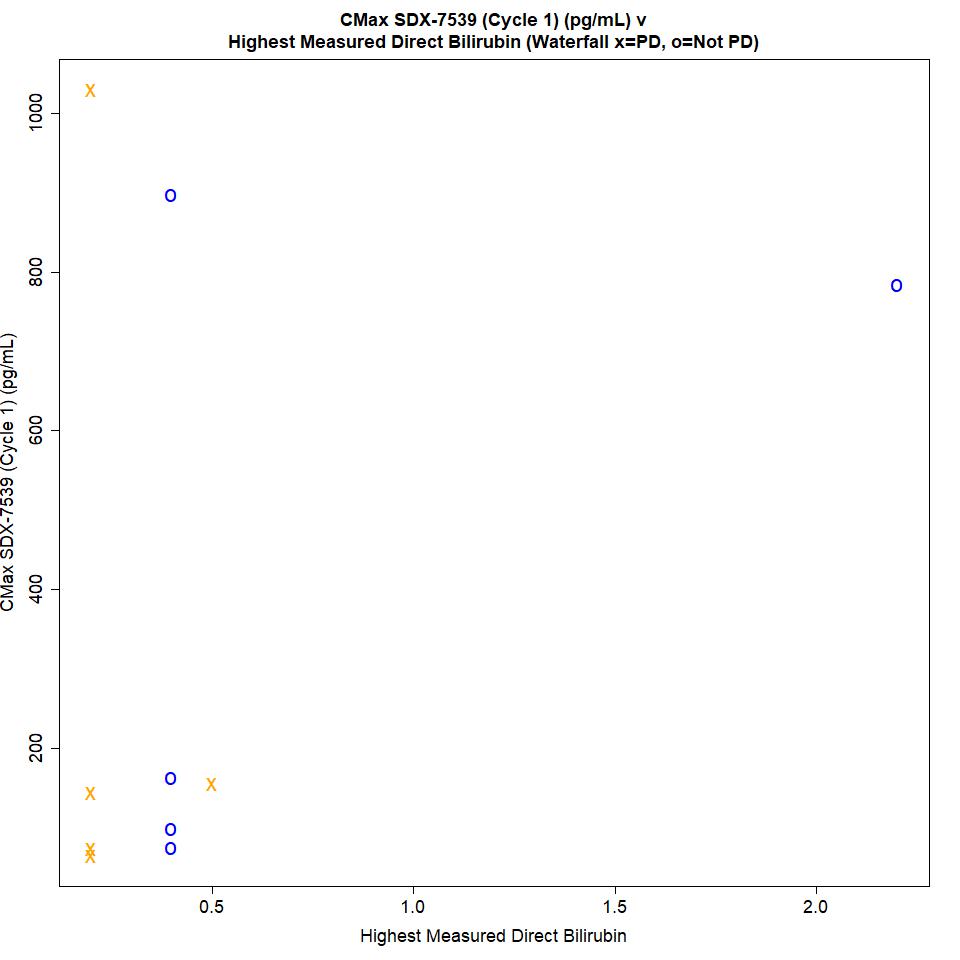 CMax SDX-7539 (Cycle 1) (pg/mL) v
Highest Measured Direct Bilirubin (Waterfall x=PD, o=Not PD)
CMax SDX-7539 (Cycle 1) (pg/mL)
1000
800
600
400
200
x
o
o
o
x
x
o
x
o
x
0.5
1.0
1.5
2.0
Highest Measured Direct Bilirubin